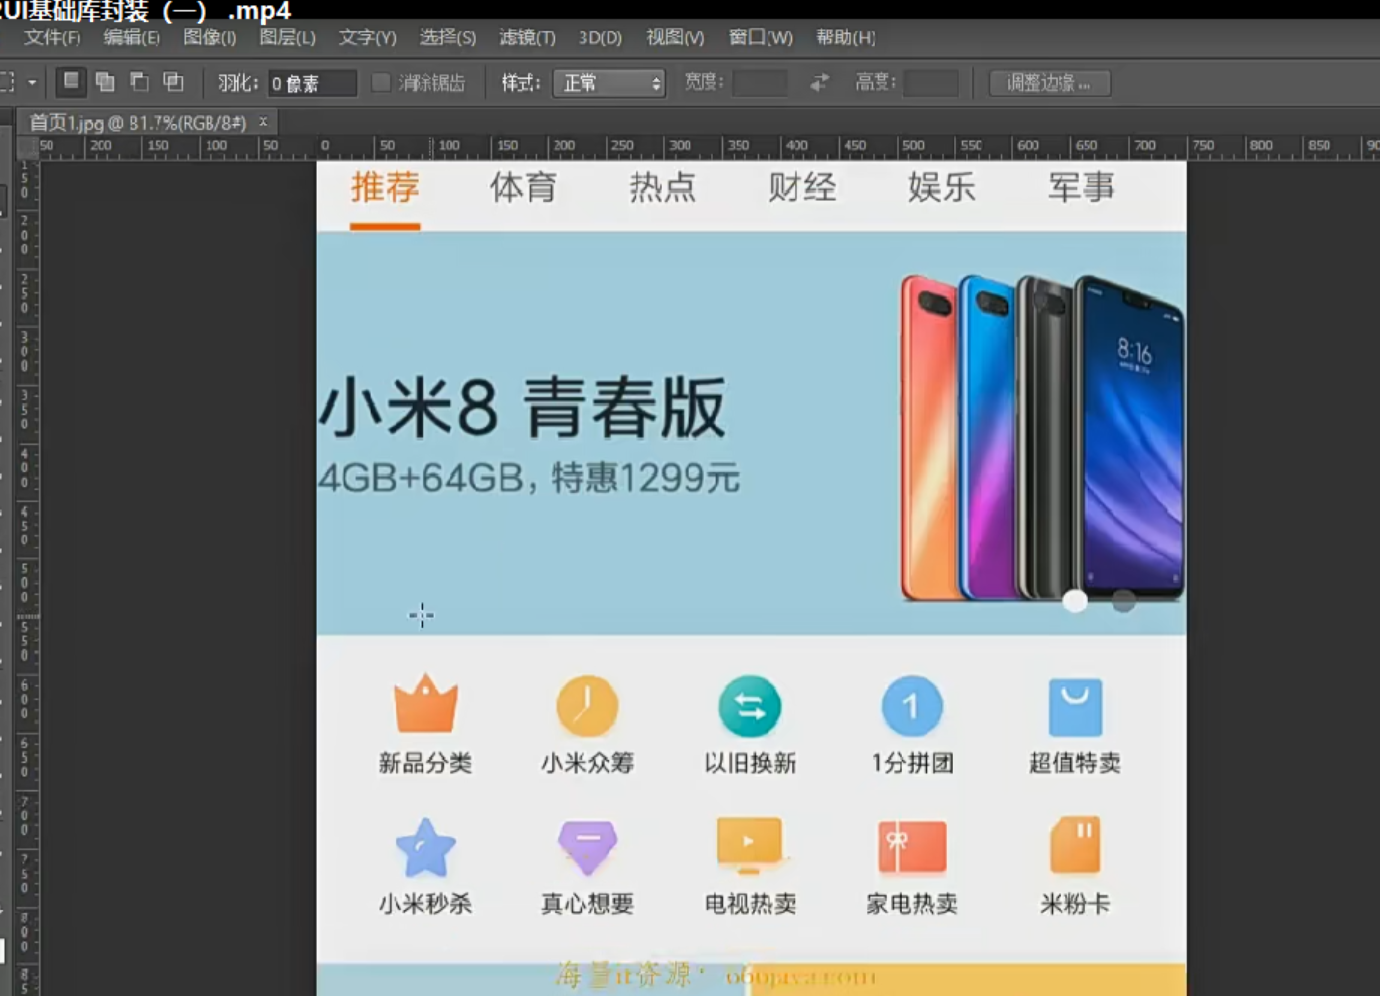 UI基础库封装（一） .mp4
文件(F) 编辑(E) 图像(I) 图层(L) 文字(Y) 选择(S) 滤镜(T) 3D(D) 视图(V) 窗口(W) 帮助(H)
羽化: 0 像素 消除锯齿 样式: 正常 宽度: 高度: 调整边缘...
首页1.jpg @ 81.7%(RGB/8#) x
50 200 150 100 50 0 50 100 150 200 250 300 350 400 450 500 550 600 650 700 750 800 850 90
推荐 体育 热点 财经 娱乐 军事
8:16
小米8 青春版
4GB+64GB，特惠1299元
新品分类 小米众筹 以旧换新 1分拼团 超值特卖
小米秒杀 真心想要 电视热卖 家电热卖 米粉卡
海量it资源：